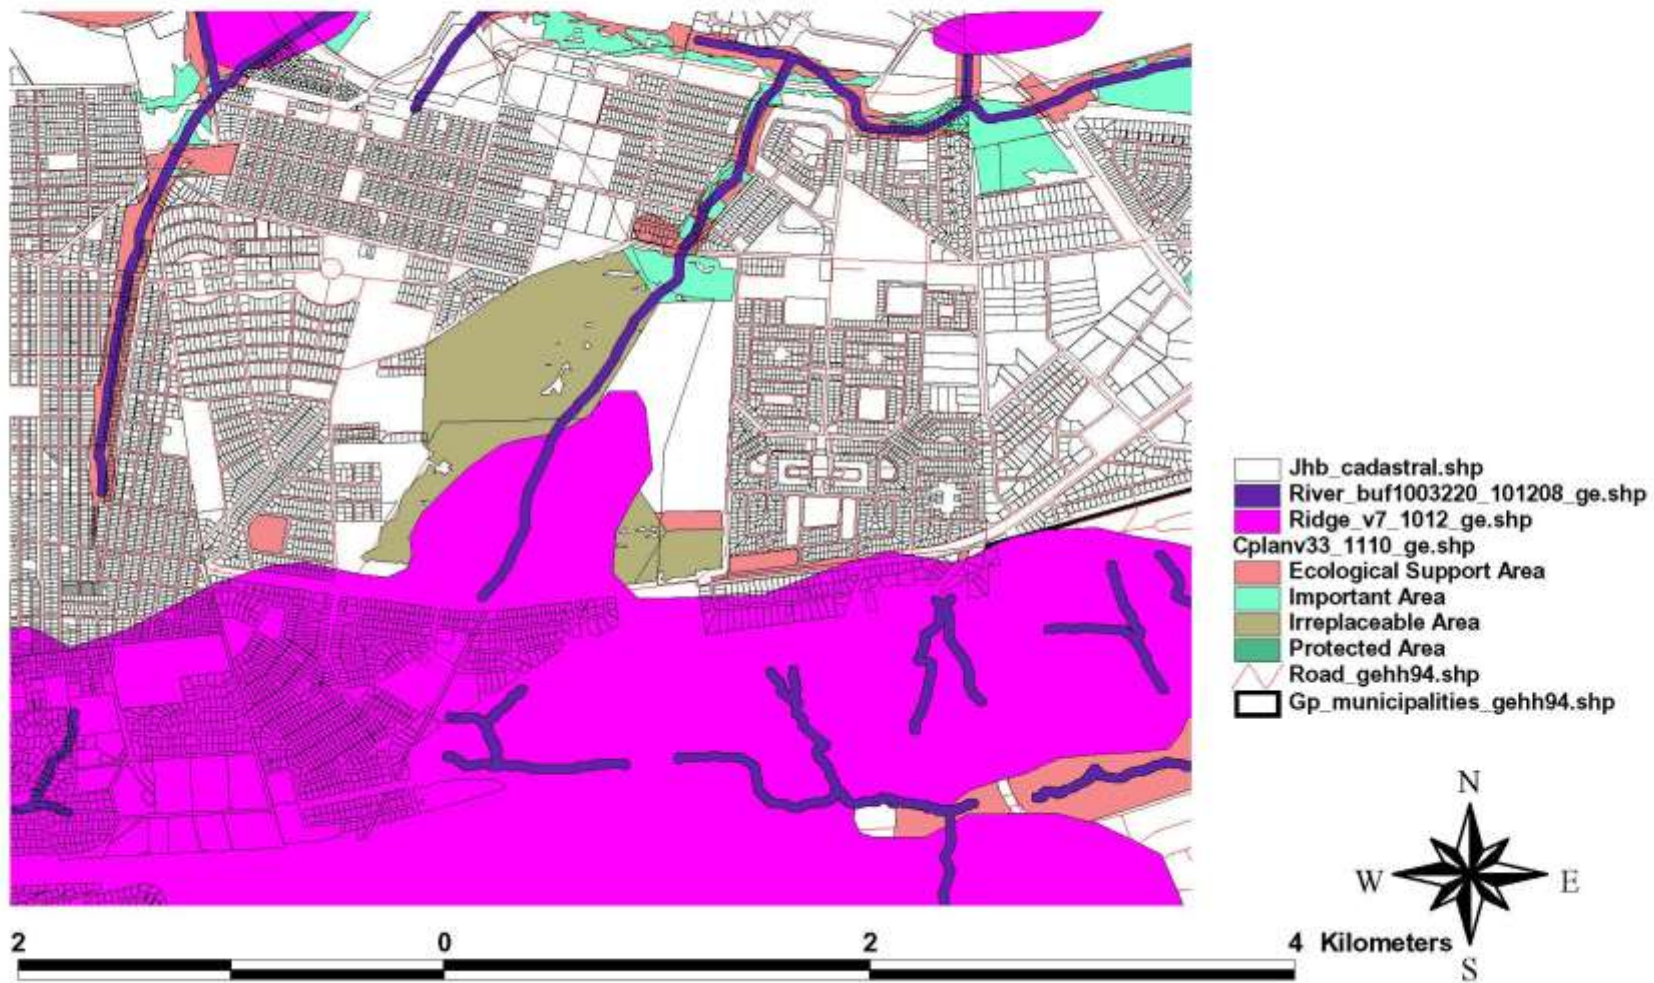 Jhb_cadastral.shp
River_buf1003220_101208_ge.shp
Ridge_v7_1012_ge.shp
Cplanv33_1110_ge.shp
Ecological Support Area
Important Area
Irreplaceable Area
Protected Area
Road_gehh94.shp
Gp_municipalities_gehh94.shp
N
W E
S
2 0 2 4 Kilometers